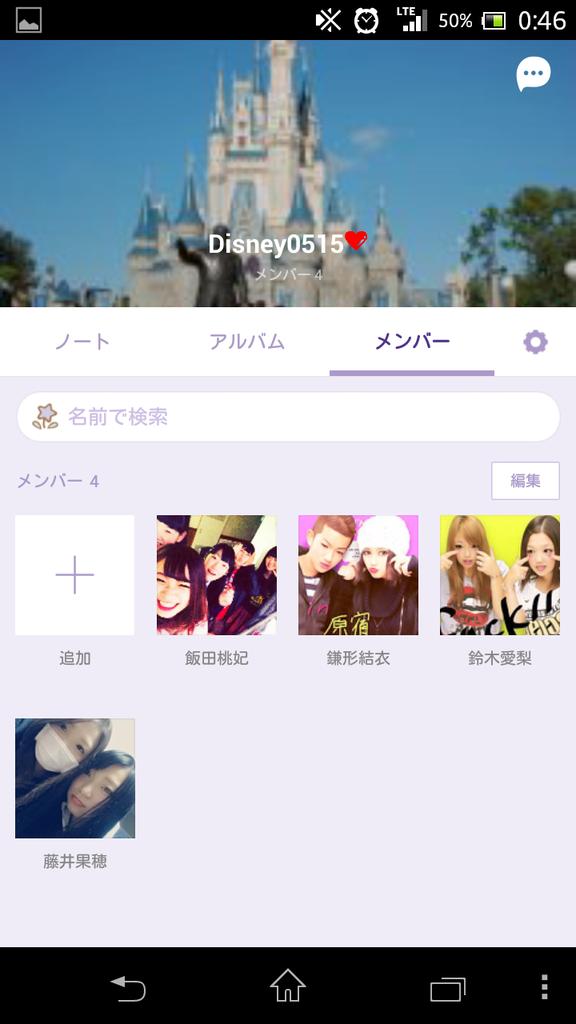 LTE 50% 0:46
Disney0515
メンバー 4
ノート アルバム メンバー
名前で検索
メンバー 4 編集
原宿
追加 飯田桃妃 鎌形結衣 鈴木愛梨
藤井果穂